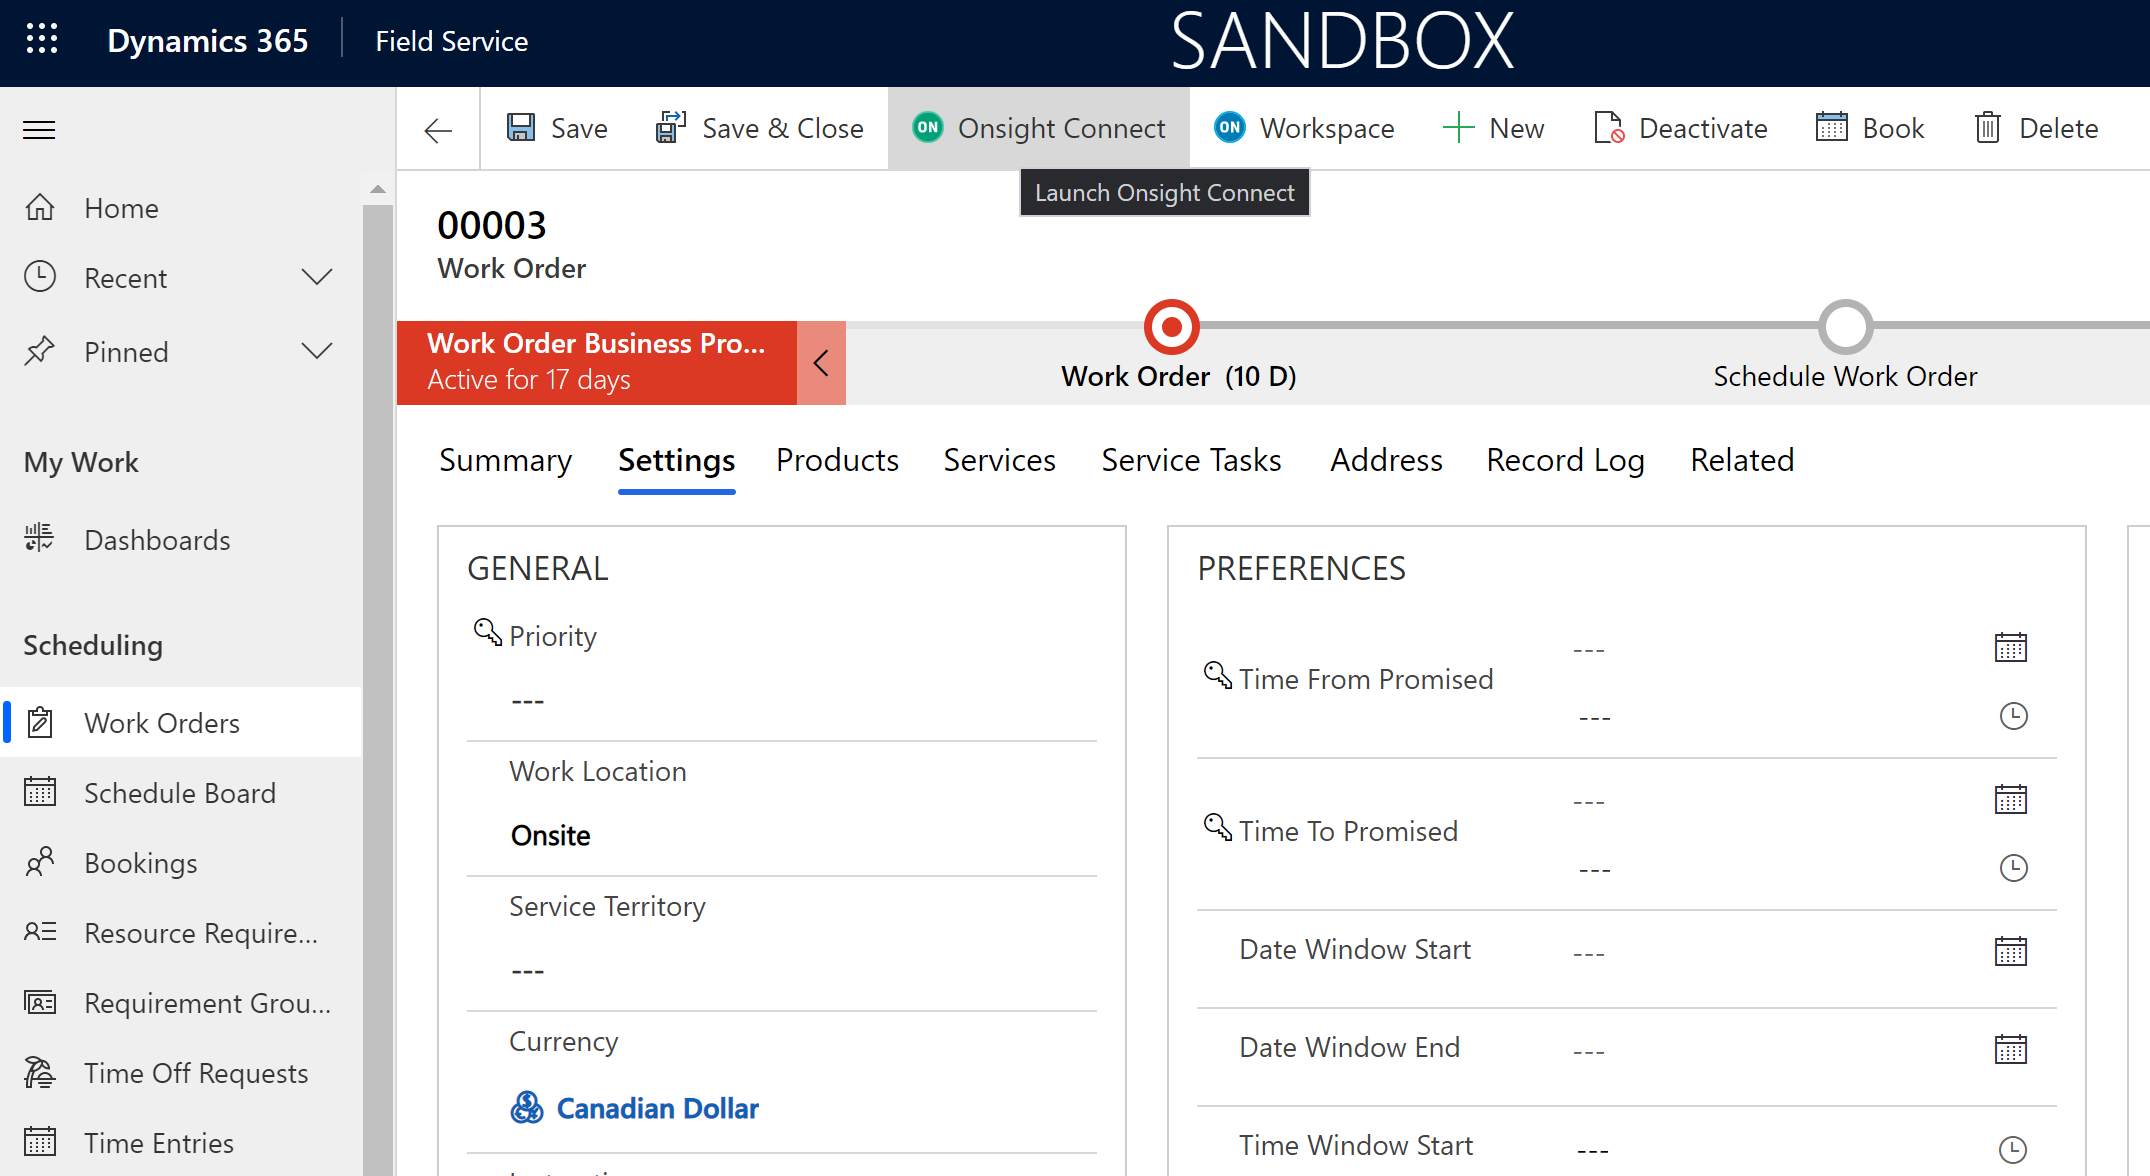 Dynamics 365
Field Service
SANDBOX
ON Onsight Connect
ON Workspace
Save
Save & Close
New
Deactivate
Book
Delete
Launch Onsight Connect
Home
Recent
Pinned
My Work
Dashboards
Scheduling
Work Orders
Schedule Board
Bookings
Resource Require...
Requirement Grou...
Time Off Requests
Time Entries
00003
Work Order
Work Order Business Pro...
Active for 17 days
Work Order (10 D)
Schedule Work Order
Summary
Settings
Products
Services
Service Tasks
Address
Record Log
Related
GENERAL
Priority
---
Work Location
Onsite
Service Territory
---
Currency
Canadian Dollar
PREFERENCES
Time From Promised
---
---
Time To Promised
---
---
Date Window Start
---
Date Window End
---
Time Window Start
---